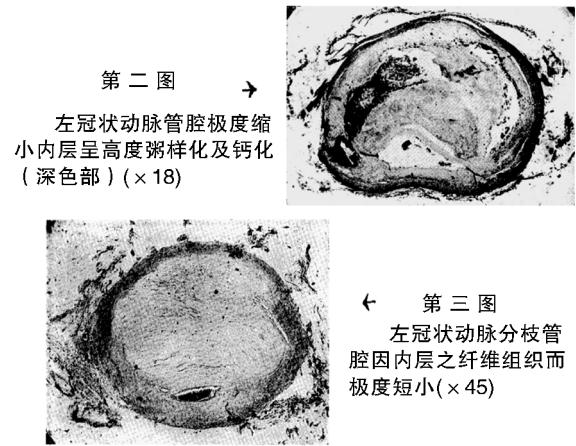 第二图
左冠状动脉管腔极度缩
小内层呈高度粥样化及钙化
（深色部）(×18)
第三图
左冠状动脉分枝管
腔因内层之纤维组织而
极度短小(×45)